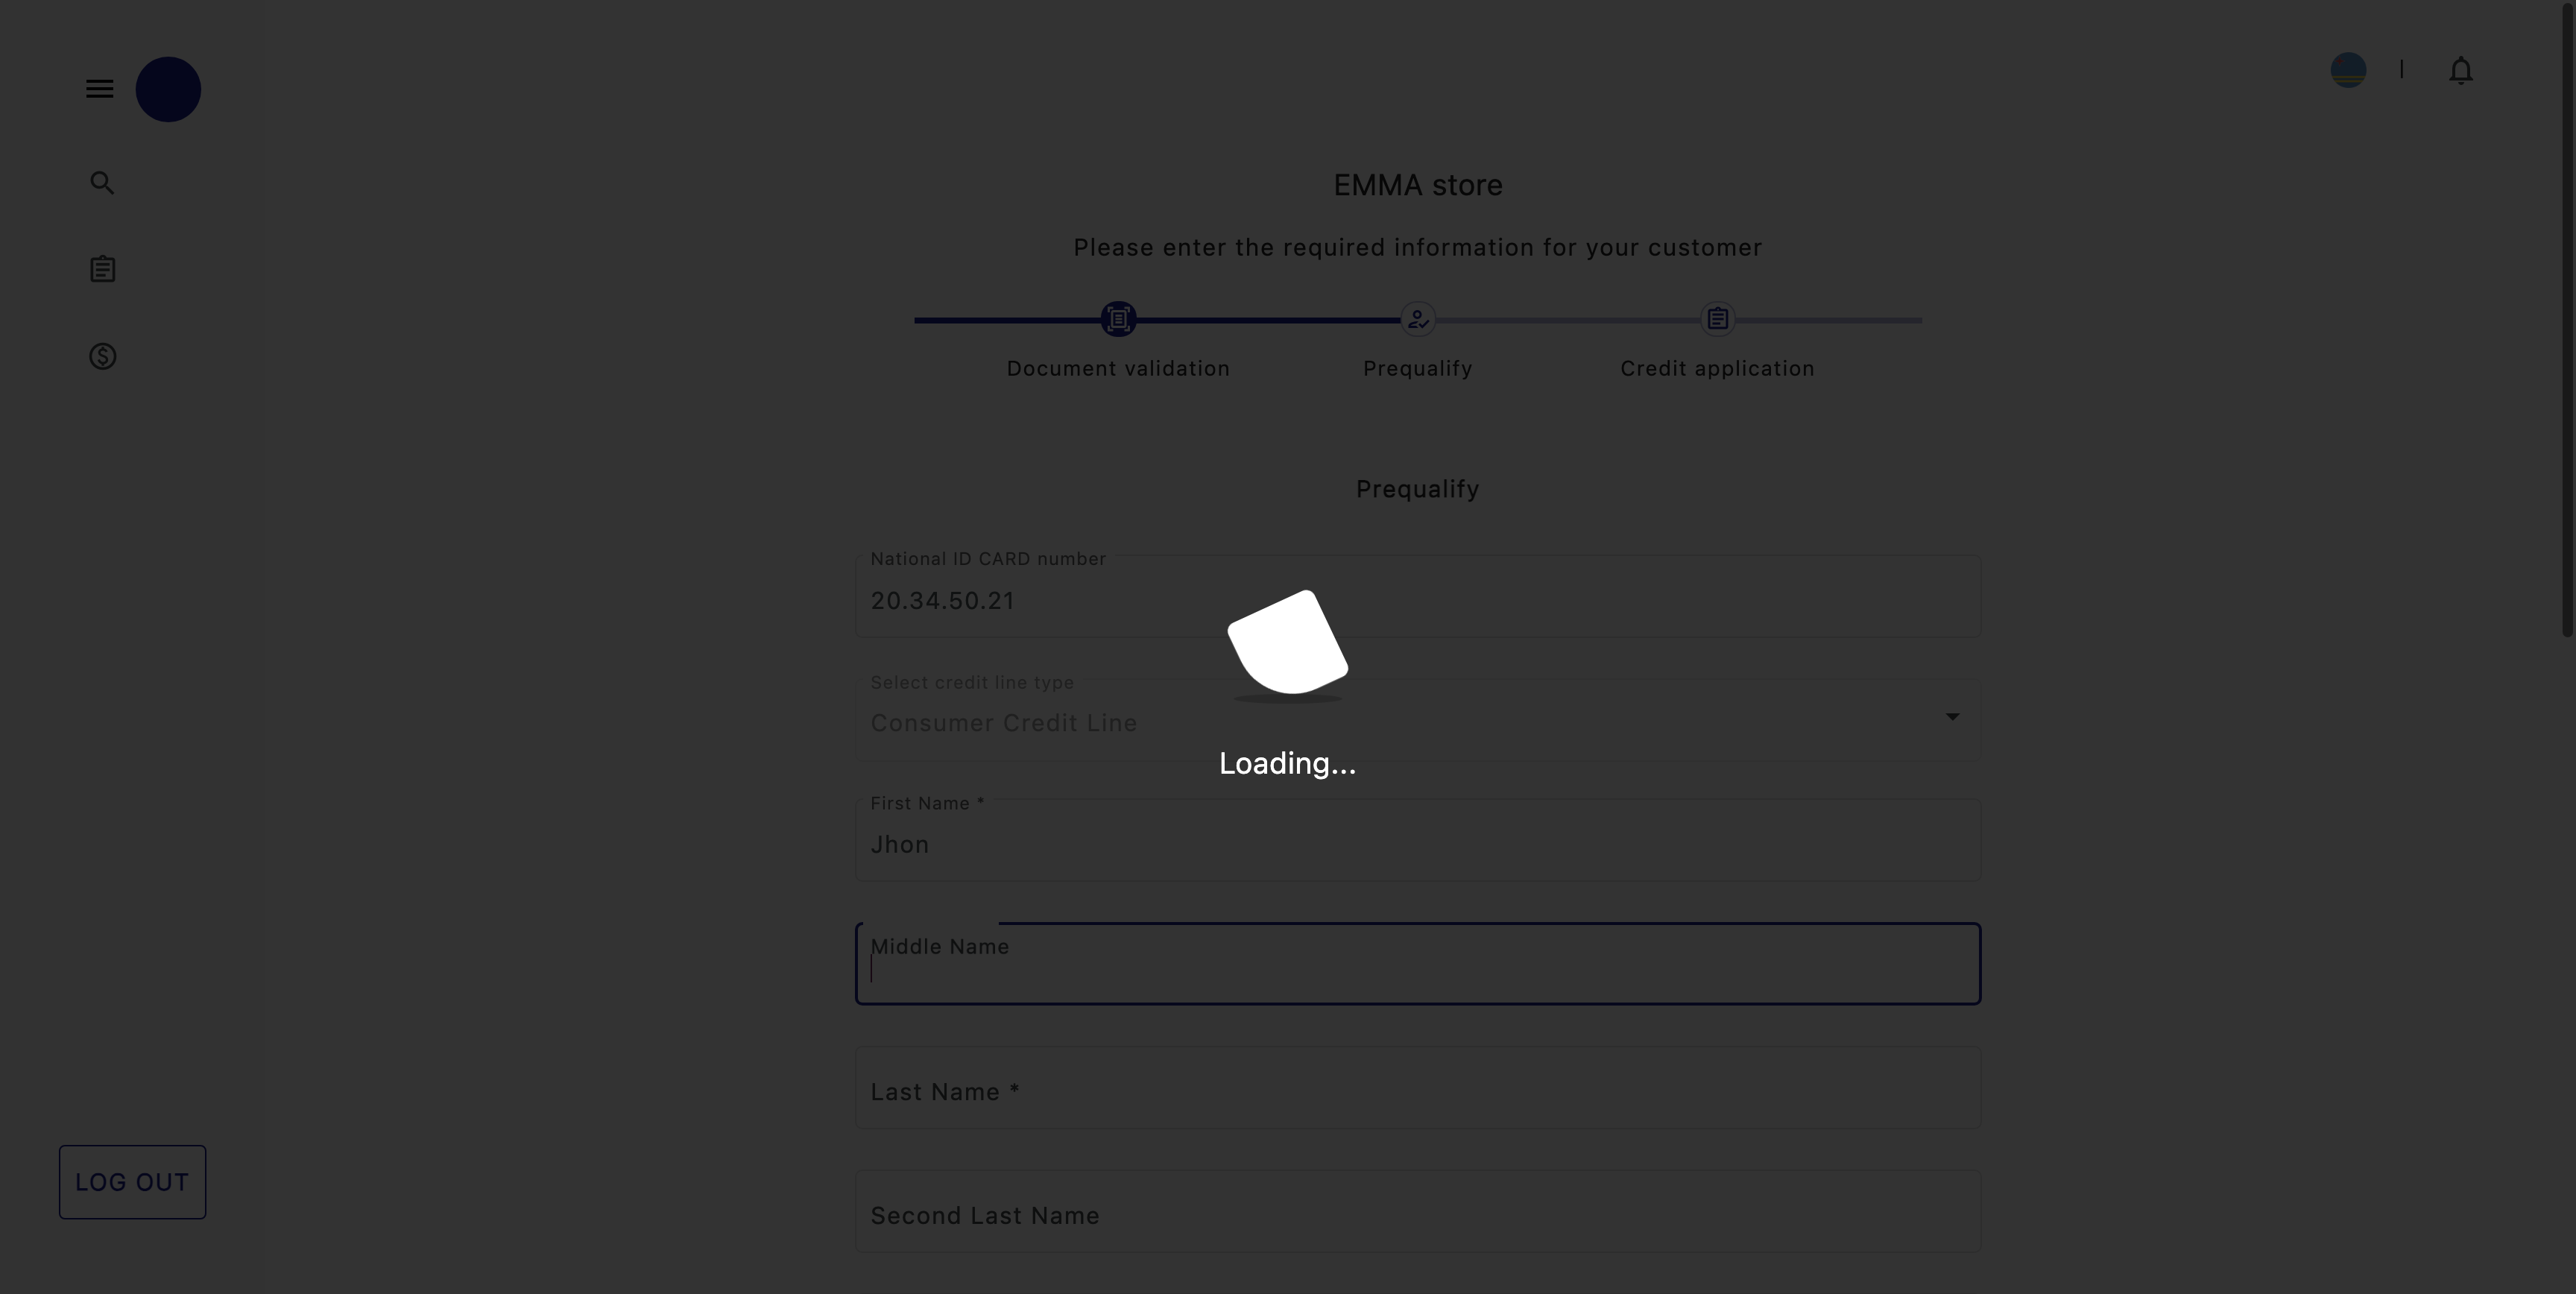 EMMA store
Please enter the required information for your customer
Document validation
Prequalify
Credit application
Prequalify
National ID CARD number
20.34.50.21
Select credit line type
Consumer Credit Line
Loading...
First Name *
Jhon
Middle Name
Last Name *
Second Last Name
LOG OUT